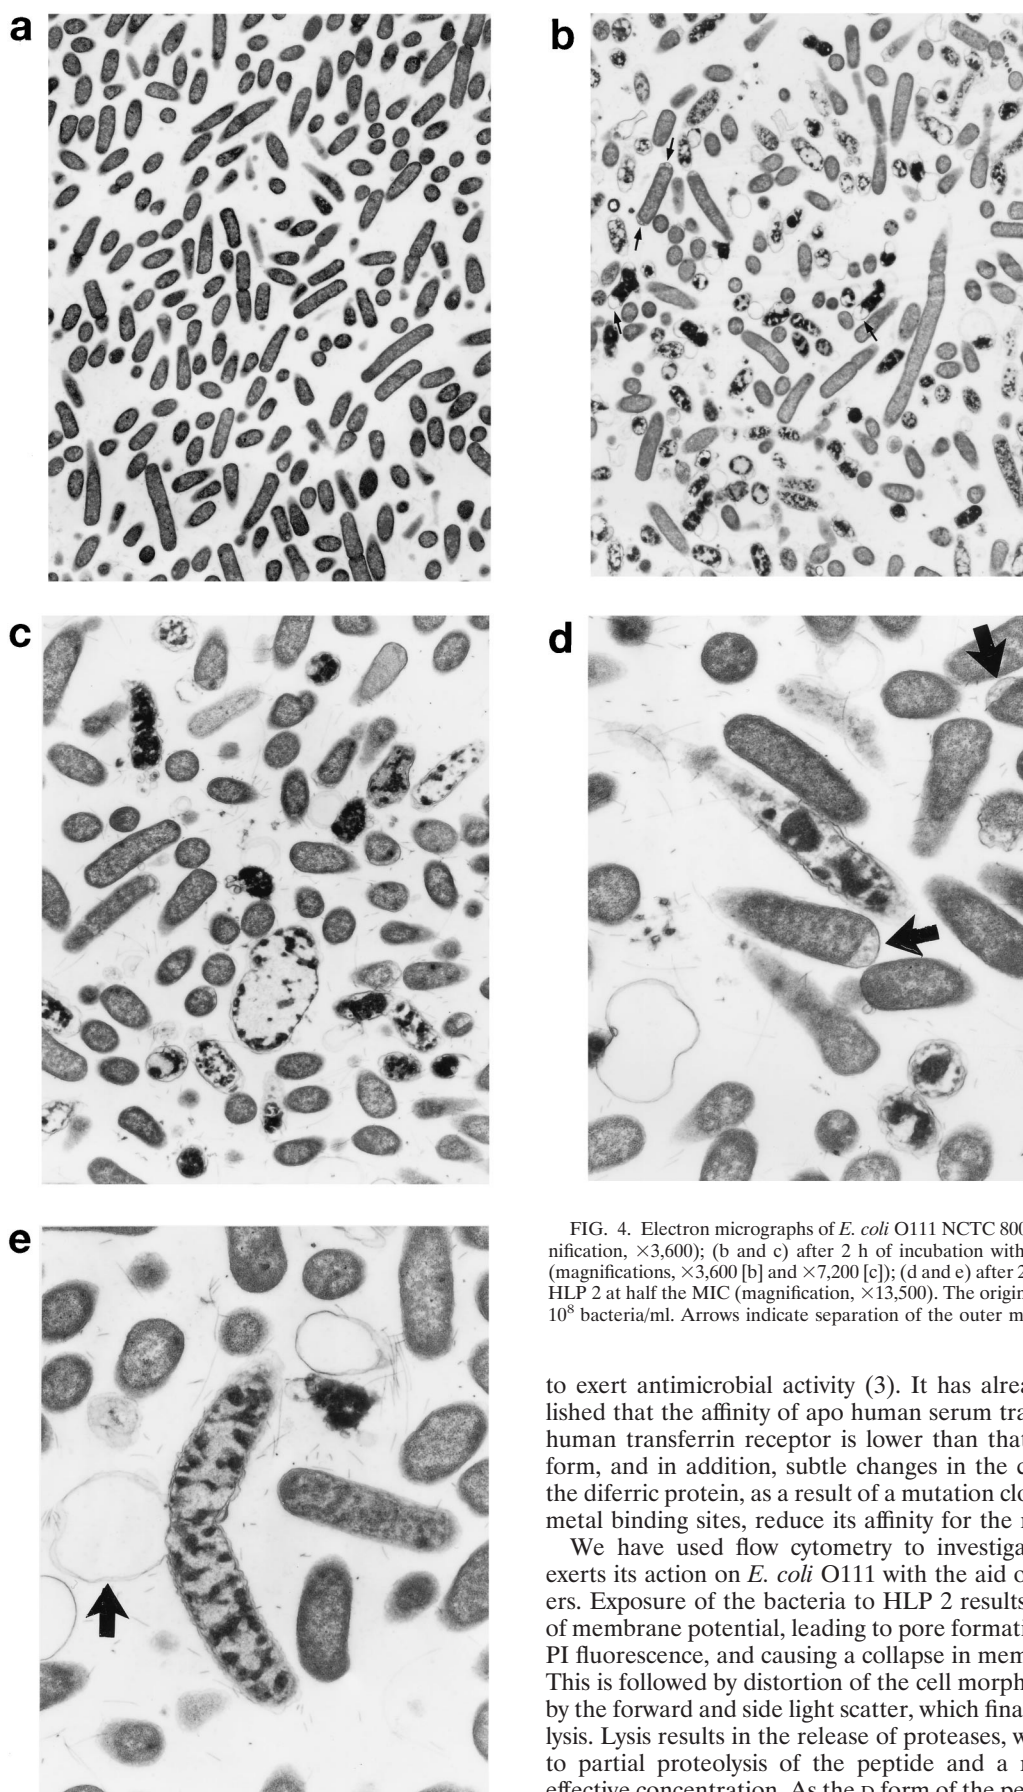 a
b
c
d
e
FIG. 4. Electron micrographs of E. coli O111 NCTC 800
nification, ×3,600); (b and c) after 2 h of incubation with
(magnifications, ×3,600 [b] and ×7,200 [c]); (d and e) after 2
HLP 2 at half the MIC (magnification, ×13,500). The origin
10⁸ bacteria/ml. Arrows indicate separation of the outer m
to exert antimicrobial activity (3). It has alrea
lished that the affinity of apo human serum tra
human transferrin receptor is lower than that
form, and in addition, subtle changes in the c
the diferric protein, as a result of a mutation clo
metal binding sites, reduce its affinity for the r
We have used flow cytometry to investiga
exerts its action on E. coli O111 with the aid o
ers. Exposure of the bacteria to HLP 2 results
of membrane potential, leading to pore formati
PI fluorescence, and causing a collapse in mem
This is followed by distortion of the cell morph
by the forward and side light scatter, which fina
lysis. Lysis results in the release of proteases, w
to partial proteolysis of the peptide and a r
effective concentration. As the D form of the pe